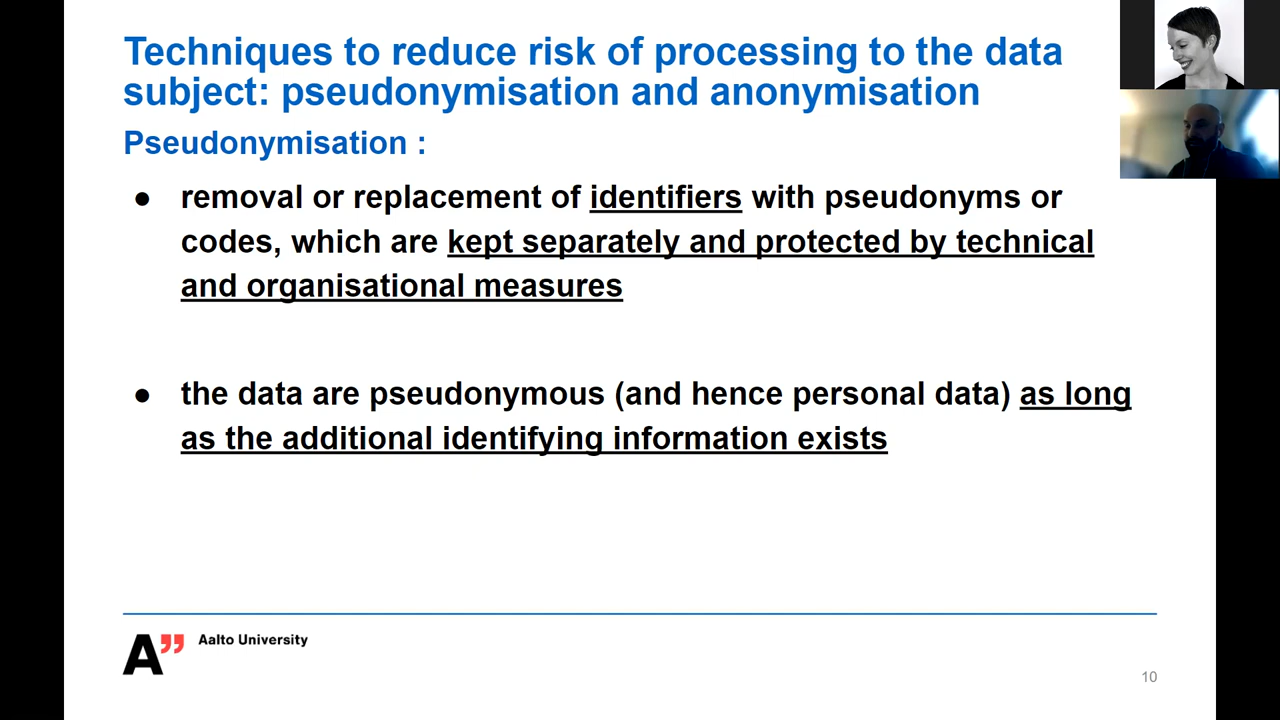 Techniques to reduce risk of processing to the data
subject: pseudonymisation and anonymisation
Pseudonymisation :
● removal or replacement of identifiers with pseudonyms or
codes, which are kept separately and protected by technical
and organisational measures
● the data are pseudonymous (and hence personal data) as long
as the additional identifying information exists
A” Aalto University
10